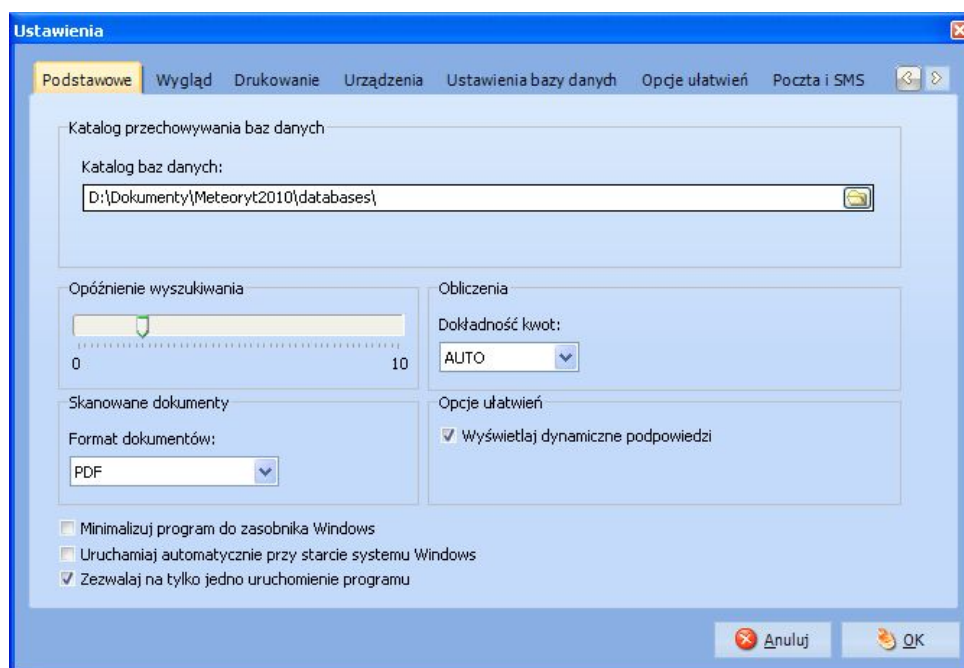 Ustawienia
Podstawowe Wygląd Drukowanie Urządzenia Ustawienia bazy danych Opcje ułatwień Poczta i SMS
Katalog przechowywania baz danych
Katalog baz danych:
D:\Dokumenty\Meteoryt2010\databases\
Opóźnienie wyszukiwania
0 10
Obliczenia
Dokładność kwot:
AUTO
Skanowane dokumenty
Format dokumentów:
PDF
Opcje ułatwień
Wyświetlaj dynamiczne podpowiedzi
Minimalizuj program do zasobnika Windows
Uruchamiaj automatycznie przy starcie systemu Windows
Zezwalaj na tylko jedno uruchomienie programu
Anuluj OK